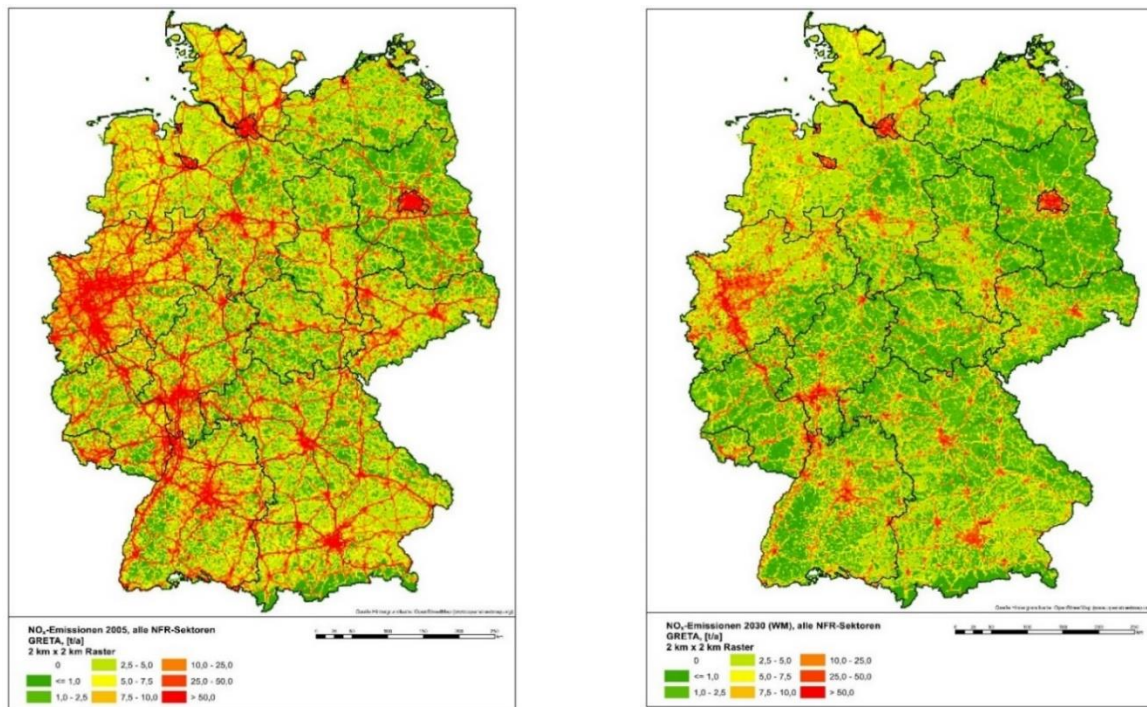 NOₓ-Emissionen 2005, alle NFR-Sektoren
GRETA, [t/a]
2 km x 2 km Raster
0 2,5 - 5,0 10,0 - 25,0
<= 1,0 5,0 - 7,5 25,0 - 50,0
1,0 - 2,5 7,5 - 10,0 > 50,0
NOₓ-Emissionen 2030 (WM), alle NFR-Sektoren
GRETA, [t/a]
2 km x 2 km Raster
0 2,5 - 5,0 10,0 - 25,0
<= 1,0 5,0 - 7,5 25,0 - 50,0
1,0 - 2,5 7,5 - 10,0 > 50,0